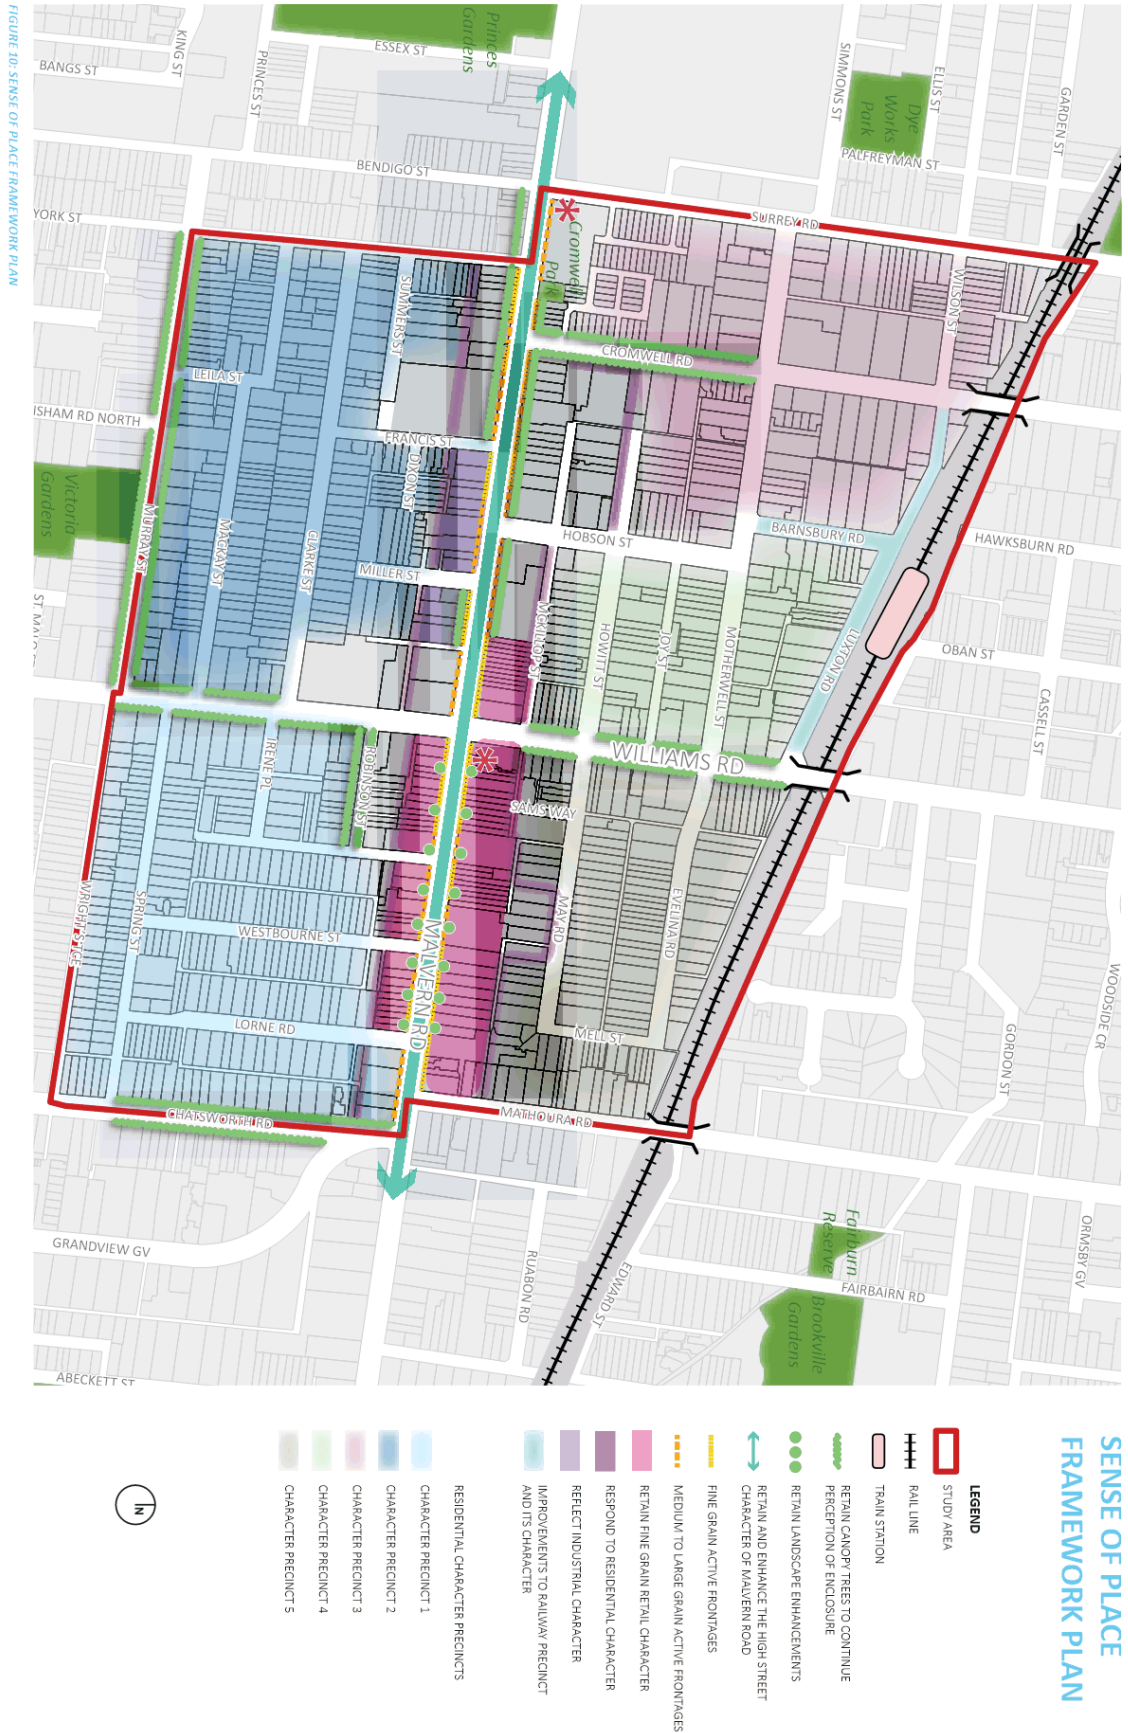 SENSE OF PLACE
FRAMEWORK PLAN
LEGEND
STUDY AREA
RAIL LINE
TRAIN STATION
RETAIN CANOPY TREES TO CONTINUE
PERCEPTION OF ENCLOSURE
RETAIN LANDSCAPE ENHANCEMENTS
RETAIN AND ENHANCE THE HIGH STREET
CHARACTER OF MALVERN ROAD
FINE GRAIN ACTIVE FRONTAGES
MEDIUM TO LARGE GRAIN ACTIVE FRONTAGES
RETAIN FINE GRAIN RETAIL CHARACTER
RESPOND TO RESIDENTIAL CHARACTER
REFLECT INDUSTRIAL CHARACTER
IMPROVEMENTS TO RAILWAY PRECINCT
AND ITS CHARACTER
RESIDENTIAL CHARACTER PRECINCTS
CHARACTER PRECINCT 1
CHARACTER PRECINCT 2
CHARACTER PRECINCT 3
CHARACTER PRECINCT 4
CHARACTER PRECINCT 5
N
FIGURE 10: SENSE OF PLACE FRAMEWORK PLAN
KING ST
BANGS ST
PRINCES ST
ESSEX ST
Princes
Gardens
SIMMONS ST
ELLIS ST
Dye
Works
Park
GARDEN ST
PALFREYMAN ST
BENDIGO ST
YORK ST
SURREY RD
Cromwell
Park
WILSON ST
SUMMERS ST
CROMWELL RD
LEILA ST
ISHAM RD NORTH
FRANCIS ST
DIXON ST
Victoria
Gardens
MURRAY ST
MACKAY ST
CLARKE ST
MILLER ST
HOBSON ST
BARNSBURY RD
HAWKSBURN RD
MCKILLOP ST
HOWITT ST
JOY ST
MOTHERWELL ST
LUXTON RD
OBAN ST
CASSELL ST
WILLIAMS RD
IRENE PL
ROBINSON ST
SAMS WAY
WRIGHTS TCE
SPRING ST
WESTBOURNE ST
MALVERN RD
MAY RD
EVELINA RD
LORNE RD
MELL ST
WOODSIDE CR
GORDON ST
CHATSWORTH RD
MATHOURA RD
GRANDVIEW GV
RUABON RD
EDWARD ST
Fairburn
Reserve
ORMSBY GV
FAIRBAIRN RD
Brookville
Gardens
ABECKETT ST